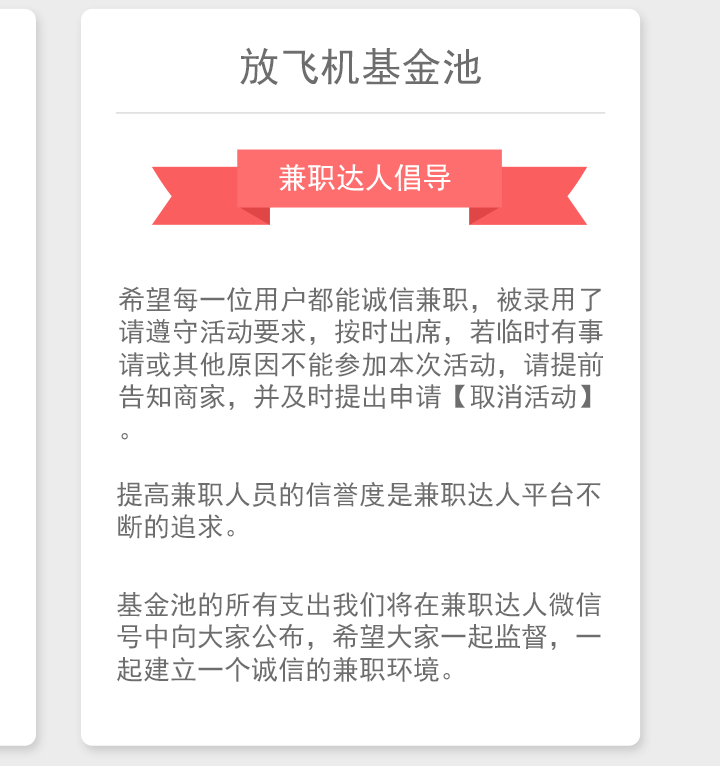 放飞机基金池
兼职达人倡导
希望每一位用户都能诚信兼职，被录用了
请遵守活动要求，按时出席，若临时有事
请或其他原因不能参加本次活动，请提前
告知商家，并及时提出申请【取消活动】
。
提高兼职人员的信誉度是兼职达人平台不
断的追求。
基金池的所有支出我们将在兼职达人微信
号中向大家公布，希望大家一起监督，一
起建立一个诚信的兼职环境。